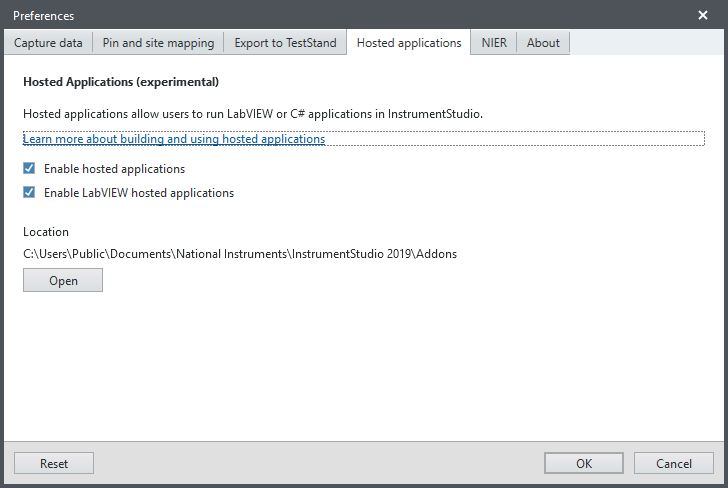 Preferences
Capture data
Pin and site mapping
Export to TestStand
Hosted applications
NIER
About
Hosted Applications (experimental)
Hosted applications allow users to run LabVIEW or C# applications in InstrumentStudio.
Learn more about building and using hosted applications
Enable hosted applications
Enable LabVIEW hosted applications
Location
C:\Users\Public\Documents\National Instruments\InstrumentStudio 2019\Addons
Open
Reset
OK
Cancel